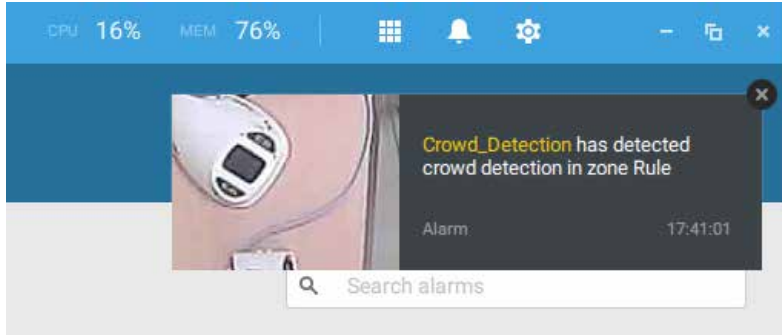 CPU 16% MEM 76%
Crowd_Detection has detected
crowd detection in zone Rule
Alarm 17:41:01
Search alarms